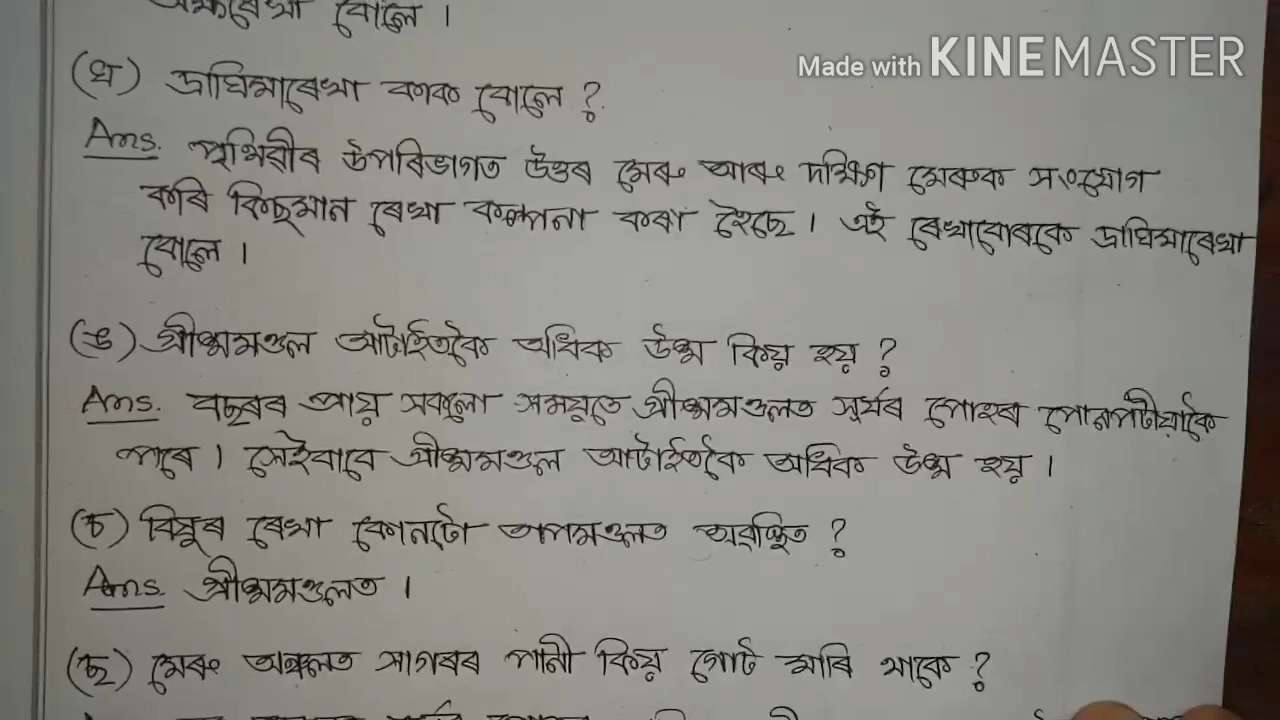 অক্ষৰেখা বোলে ।
Made with KINEMASTER
(ঘ) দ্ৰাঘিমাৰেখা কাক বোলে ?
Ans. পৃথিৱীৰ উপৰিভাগত উত্তৰ মেৰু আৰু দক্ষিণ মেৰুক সংযোগ
কৰি কিছুমান ৰেখা কল্পনা কৰা হৈছে । এই ৰেখাবোৰকে দ্ৰাঘিমাৰেখা
বোলে ।
(ঙ) গ্ৰীষ্মমণ্ডল আটাইতকৈ অধিক উষ্ম কিয় হয় ?
Ans. বছৰৰ প্ৰায় সকলো সময়তে গ্ৰীষ্মমণ্ডলত সূৰ্যৰ পোহৰ পোনপটীয়াকৈ
পৰে । সেইবাবে গ্ৰীষ্মমণ্ডল আটাইতকৈ অধিক উষ্ম হয় ।
(চ) বিষুৱ ৰেখা কোনটো তাপমণ্ডলত অৱস্থিত ?
Ans. গ্ৰীষ্মমণ্ডলত ।
(ছ) মেৰু অঞ্চলত সাগৰৰ পানী কিয় গোট মাৰি থাকে ?